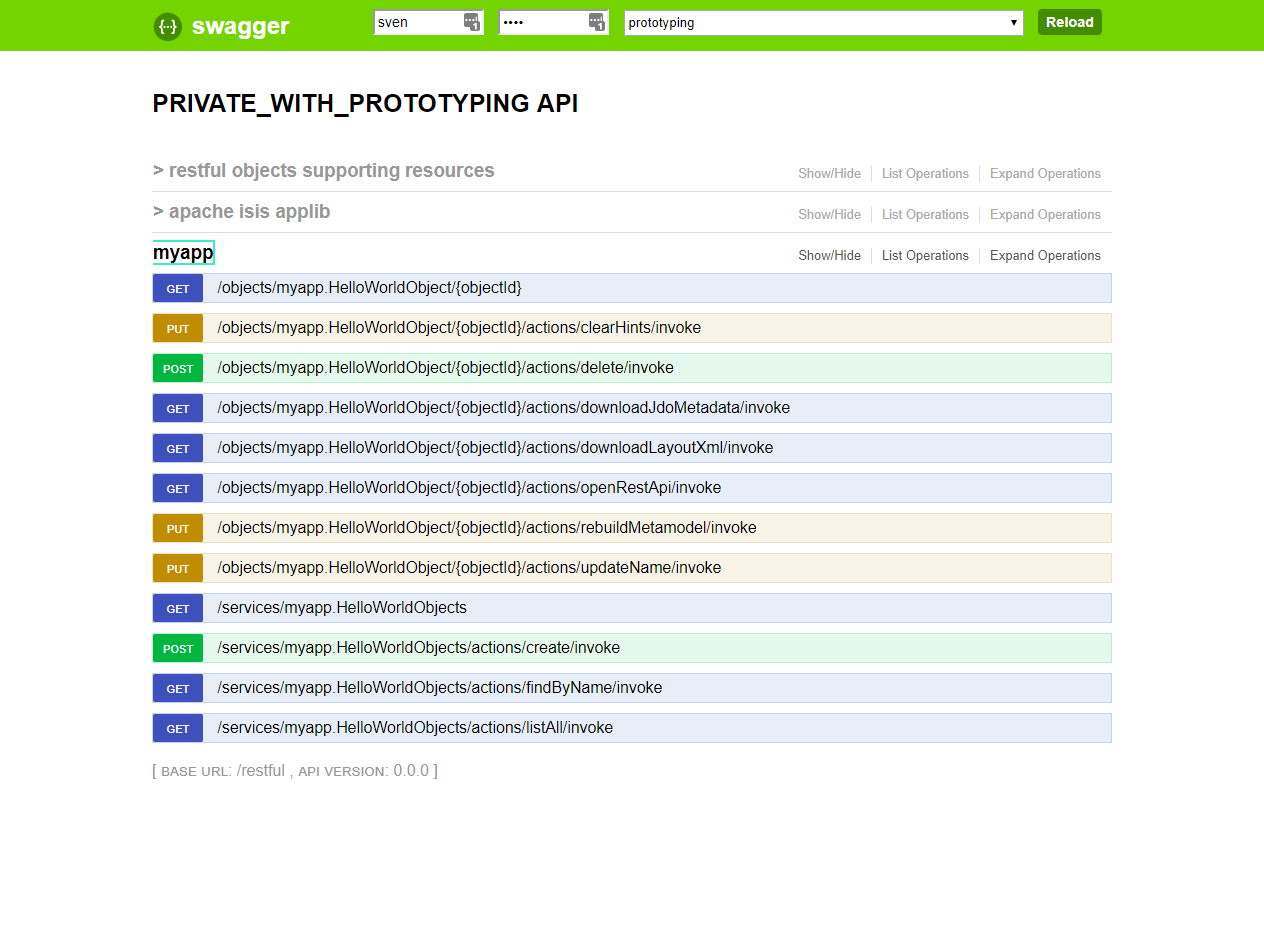 {···} swagger sven •••• prototyping Reload
PRIVATE_WITH_PROTOTYPING API
> restful objects supporting resources Show/Hide List Operations Expand Operations
> apache isis applib Show/Hide List Operations Expand Operations
myapp Show/Hide List Operations Expand Operations
GET /objects/myapp.HelloWorldObject/{objectId}
PUT /objects/myapp.HelloWorldObject/{objectId}/actions/clearHints/invoke
POST /objects/myapp.HelloWorldObject/{objectId}/actions/delete/invoke
GET /objects/myapp.HelloWorldObject/{objectId}/actions/downloadJdoMetadata/invoke
GET /objects/myapp.HelloWorldObject/{objectId}/actions/downloadLayoutXml/invoke
GET /objects/myapp.HelloWorldObject/{objectId}/actions/openRestApi/invoke
PUT /objects/myapp.HelloWorldObject/{objectId}/actions/rebuildMetamodel/invoke
PUT /objects/myapp.HelloWorldObject/{objectId}/actions/updateName/invoke
GET /services/myapp.HelloWorldObjects
POST /services/myapp.HelloWorldObjects/actions/create/invoke
GET /services/myapp.HelloWorldObjects/actions/findByName/invoke
GET /services/myapp.HelloWorldObjects/actions/listAll/invoke
[ BASE URL: /restful , API VERSION: 0.0.0 ]